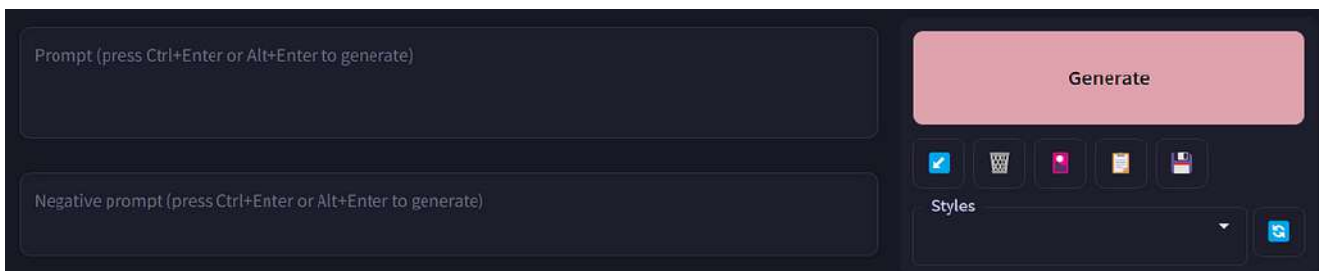 Prompt (press Ctrl+Enter or Alt+Enter to generate)
Generate
Negative prompt (press Ctrl+Enter or Alt+Enter to generate)
Styles